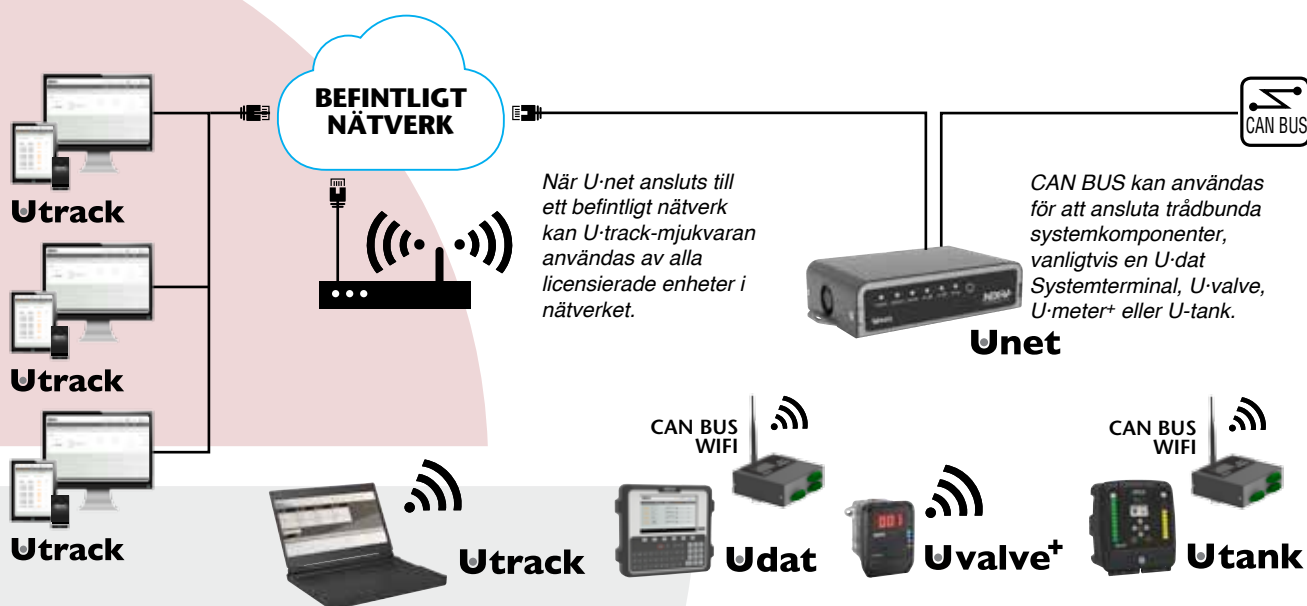 BEFINTLIGT
NÄTVERK
CAN BUS
Utrack
När U·net ansluts till
ett befintligt nätverk
kan U·track-mjukvaran
användas av alla
licensierade enheter i
nätverket.
CAN BUS kan användas
för att ansluta trådbunda
systemkomponenter,
vanligtvis en U·dat
Systemterminal, U·valve,
U·meter⁺ eller U-tank.
Unet
Utrack
CAN BUS
WIFI
CAN BUS
WIFI
001
Utrack
Utrack
Udat
Uvalve⁺
Utank